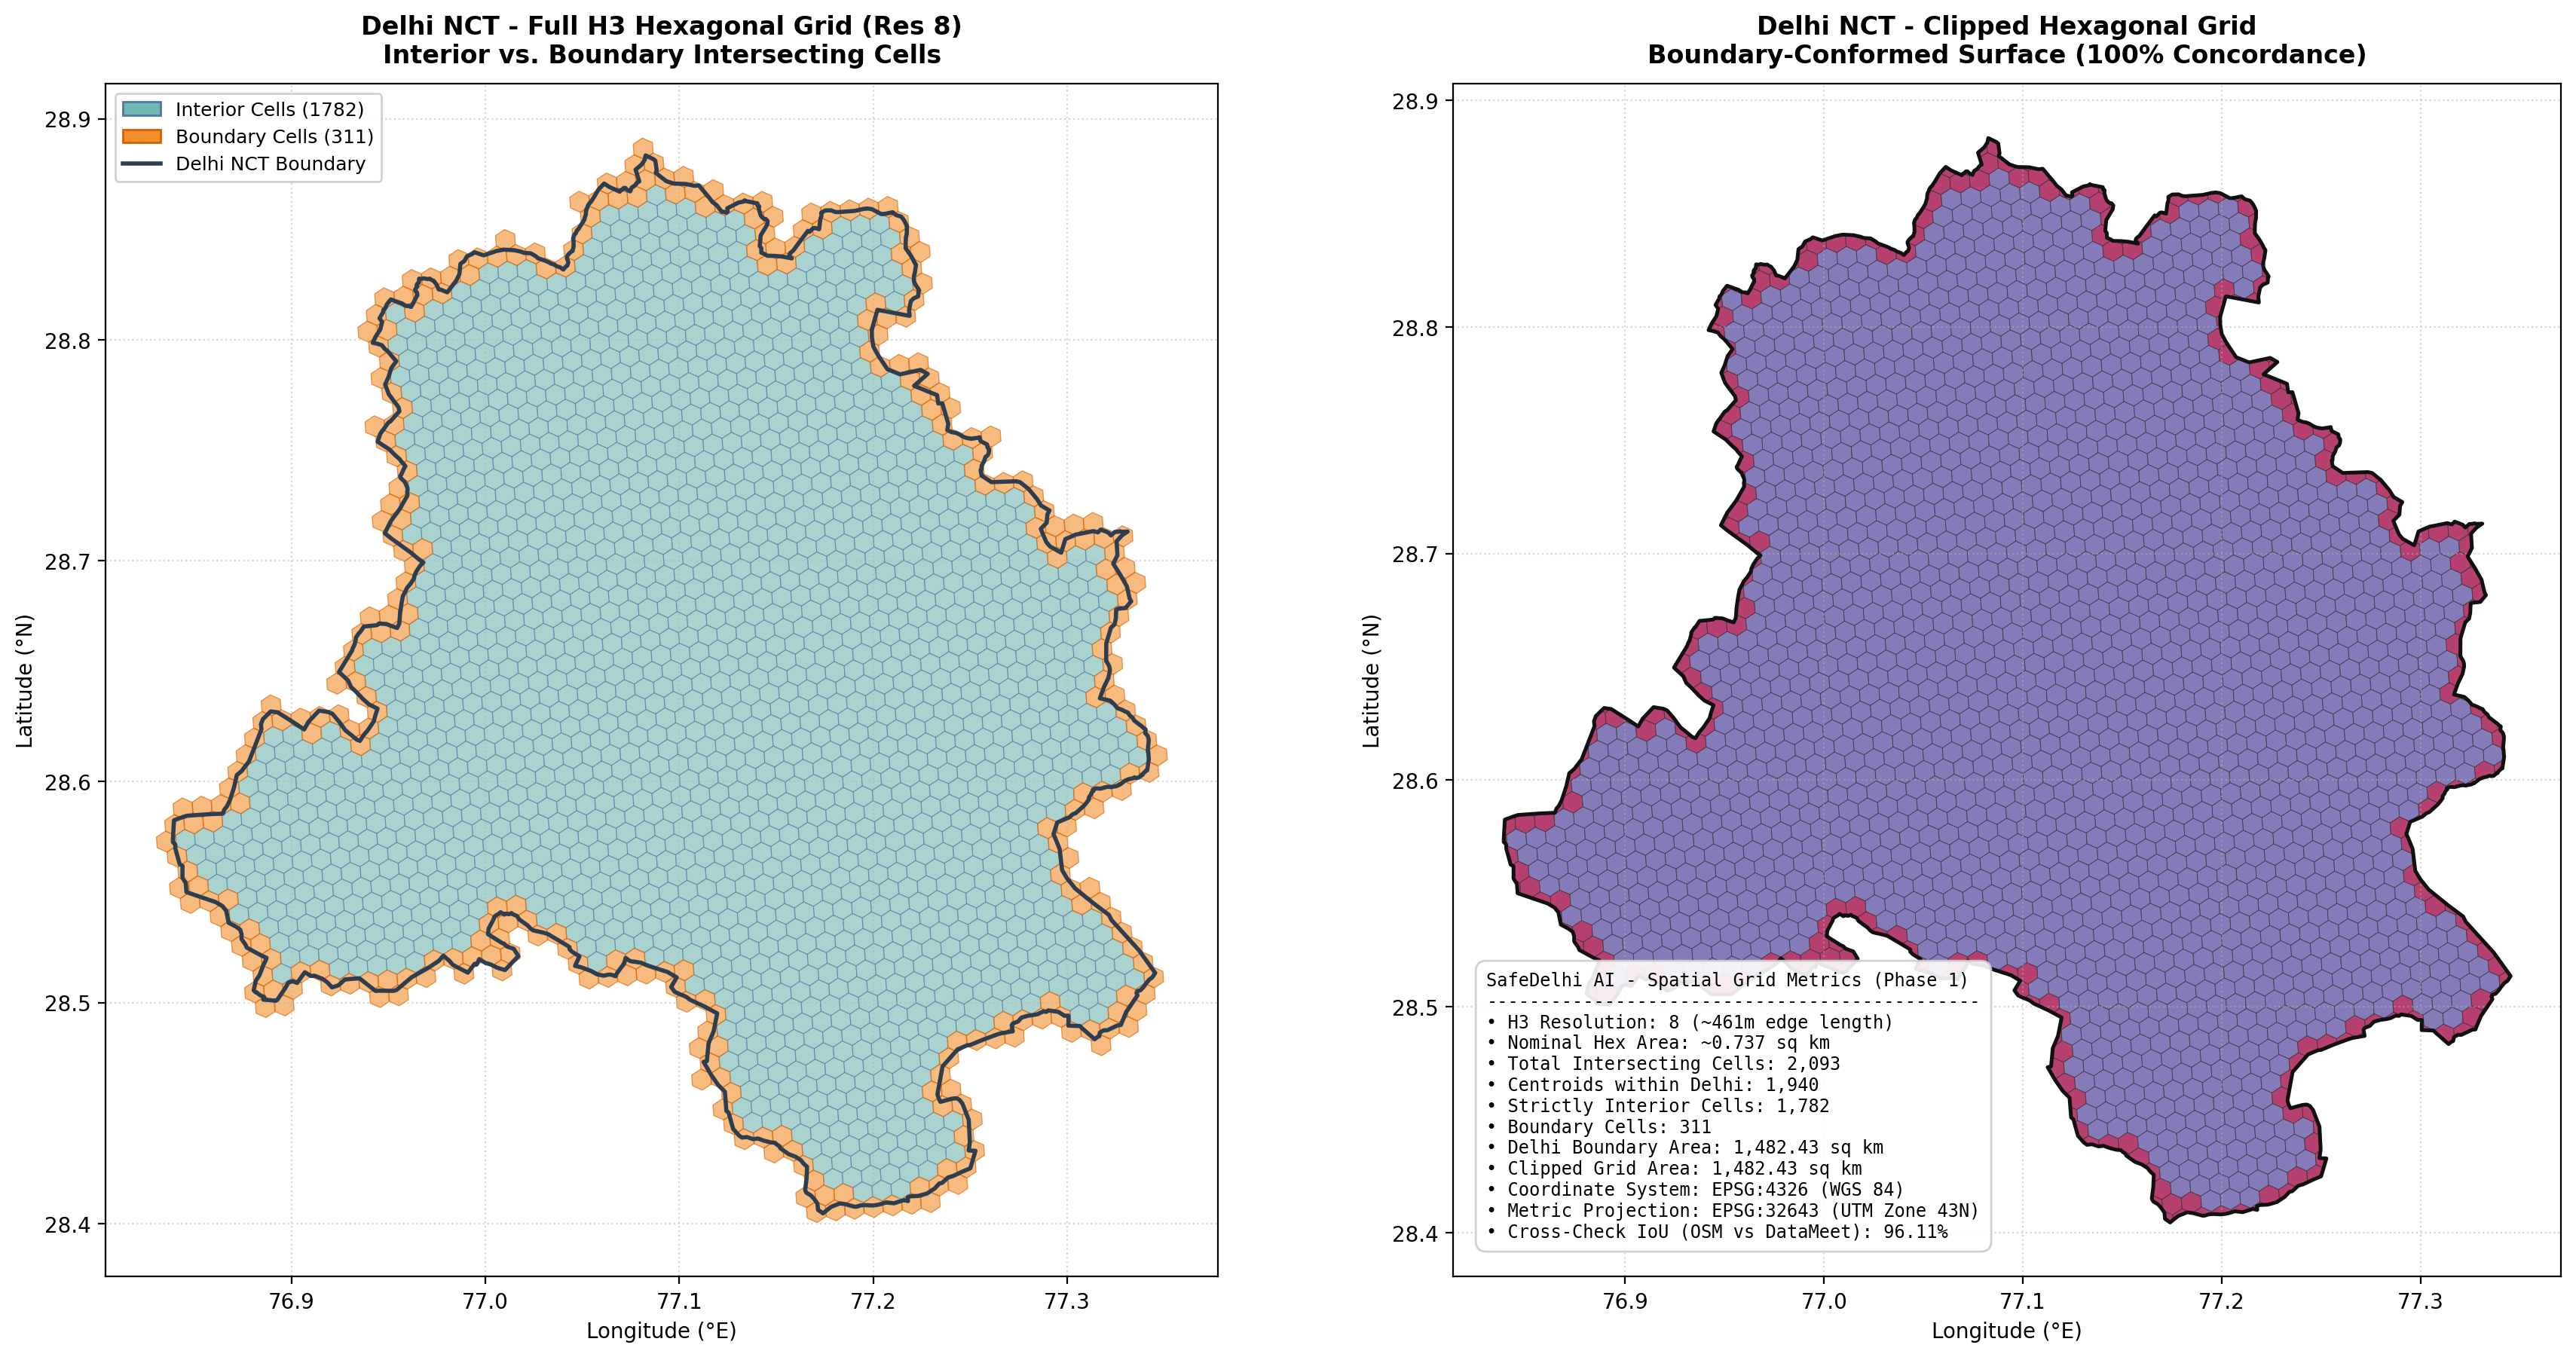 Delhi NCT - Full H3 Hexagonal Grid (Res 8)
Interior vs. Boundary Intersecting Cells
Interior Cells (1782)
Boundary Cells (311)
Delhi NCT Boundary
28.9
28.8
28.7
28.6
28.5
28.4
Latitude (°N)
76.9
77.0
77.1
77.2
77.3
Longitude (°E)
Delhi NCT - Clipped Hexagonal Grid
Boundary-Conformed Surface (100% Concordance)
28.9
28.8
28.7
28.6
28.5
28.4
Latitude (°N)
SafeDelhi AI - Spatial Grid Metrics (Phase 1)
----------------------------------------------
• H3 Resolution: 8 (~461m edge length)
• Nominal Hex Area: ~0.737 sq km
• Total Intersecting Cells: 2,093
• Centroids within Delhi: 1,940
• Strictly Interior Cells: 1,782
• Boundary Cells: 311
• Delhi Boundary Area: 1,482.43 sq km
• Clipped Grid Area: 1,482.43 sq km
• Coordinate System: EPSG:4326 (WGS 84)
• Metric Projection: EPSG:32643 (UTM Zone 43N)
• Cross-Check IoU (OSM vs DataMeet): 96.11%
76.9
77.0
77.1
77.2
77.3
Longitude (°E)